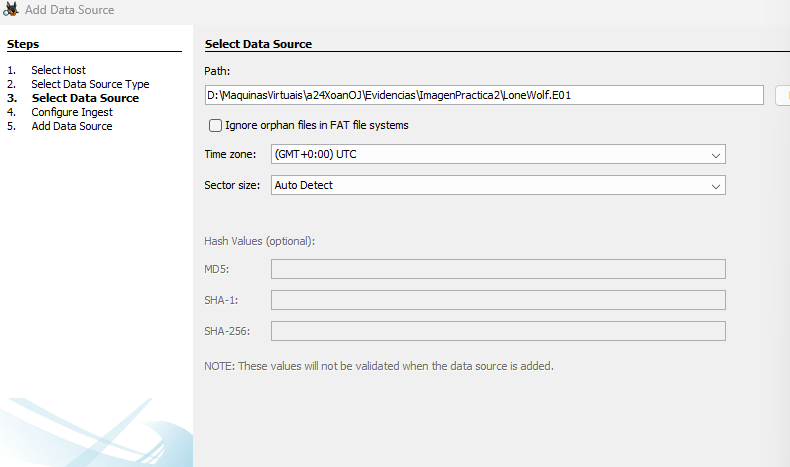 Add Data Source
Steps
1. Select Host
2. Select Data Source Type
3. Select Data Source
4. Configure Ingest
5. Add Data Source
Select Data Source
Path:
D:\MaquinasVirtuais\a24XoanOJ\Evidencias\ImagenPractica2\LoneWolf.E01
Ignore orphan files in FAT file systems
Time zone: (GMT+0:00) UTC
Sector size: Auto Detect
Hash Values (optional):
MD5:
SHA-1:
SHA-256:
NOTE: These values will not be validated when the data source is added.